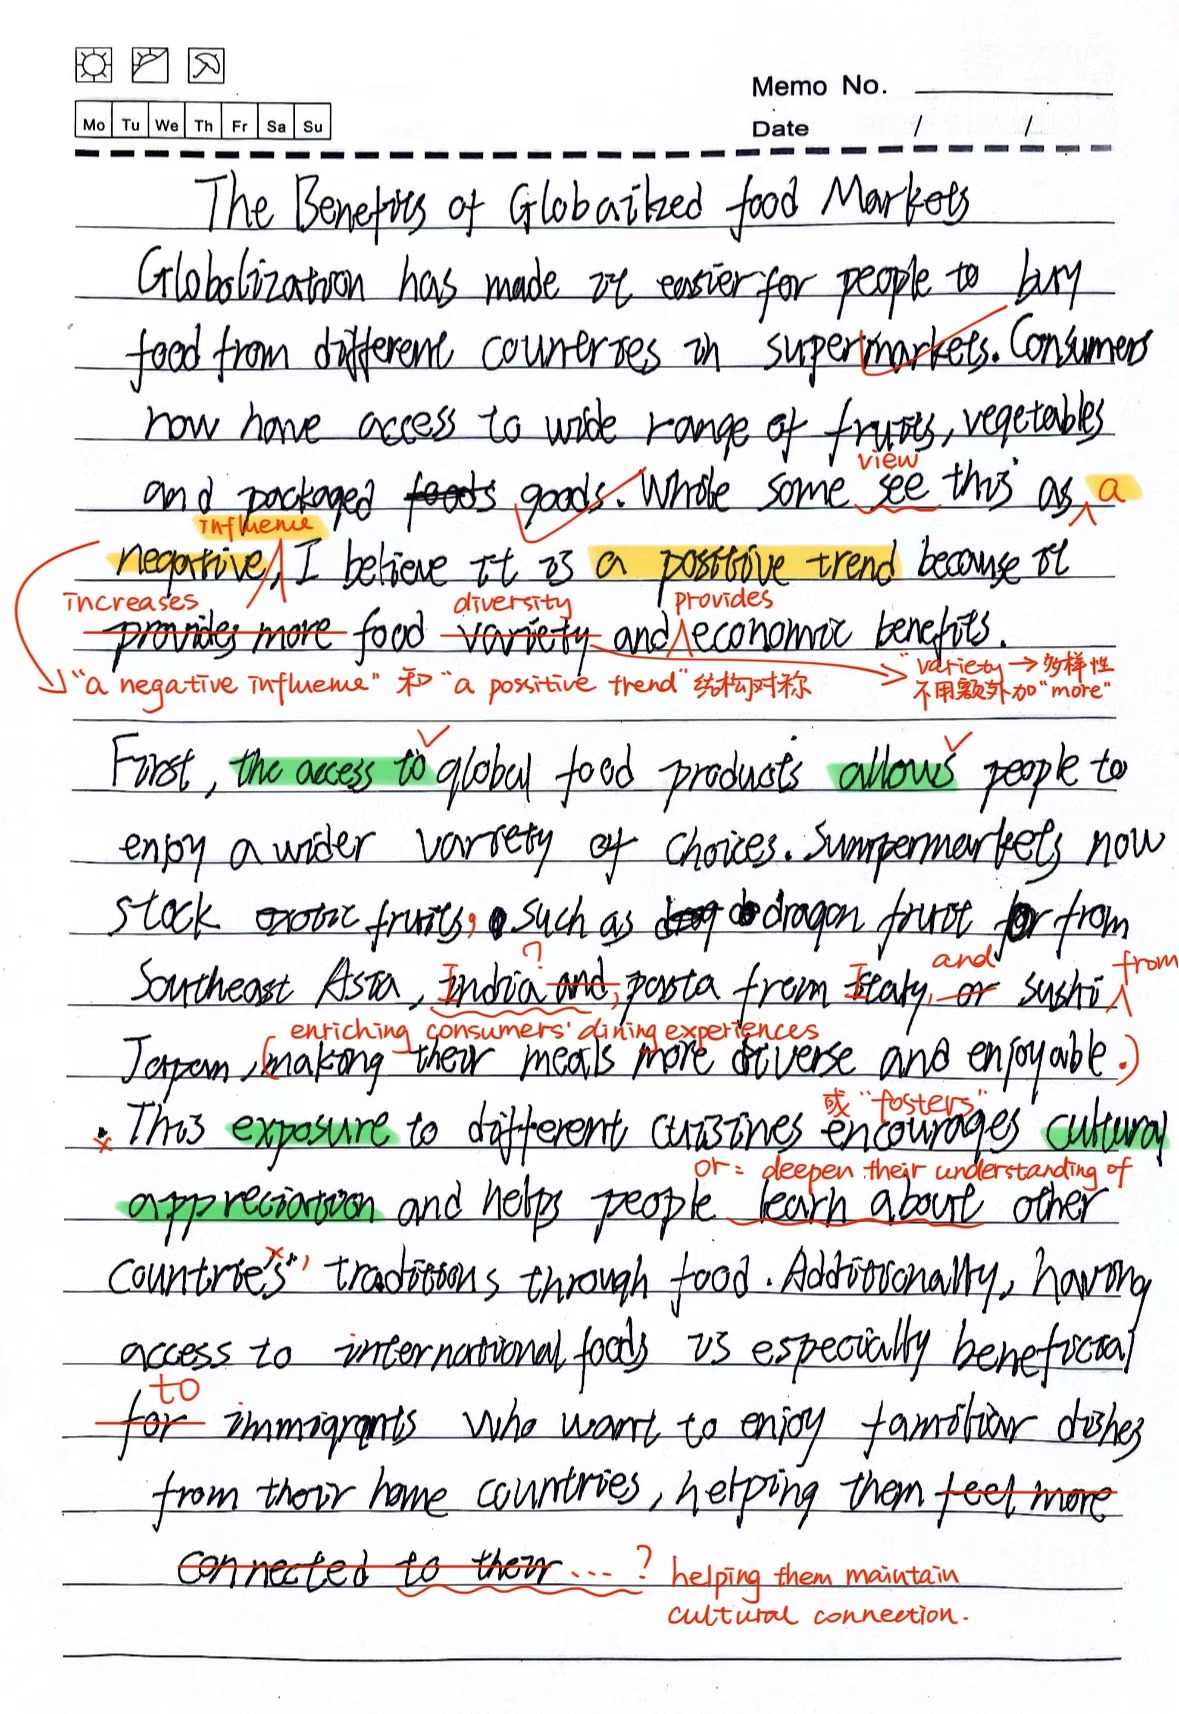 Memo No.
Mo Tu We Th Fr Sa Su
Date / /
The Benefits of Globailzed food Markets
Globalization has made it easier for people to buy
food from different counteries in supermarkets. Consumers
now have access to wide range of fruits, vegetables
view
and packaged foods goods. While some see this as a
influence
negative, I believe it is a positive trend because it
increases diversity provides
provides more food variety and economic benefits.
"a negative influence" 和 "a possitive trend" 结构对称
"variety → 多样性
不用额外加"more"
First, the access to global food products allows people to
enjoy a wider variety of choices. Sumpermarkets now
stock exotic fruits, such as dragon fruit for from
? and from
Southeast Asia, India and, pasta from Italy, or sushi
enriching consumers' dining experiences
Japan, (making their meals more diverse and enjoyable.)
或 "fosters"
This exposure to different cuisines encourages cultural
or: deepen their understanding of
appreciation and helps people learn about other
countries' traditions through food. Additionally, having
access to international foods is especially beneficial
to
for immigrants who want to enjoy familiar dishes
from their home countries, helping them feel more
connected to their ... ? helping them maintain
cultural connection.